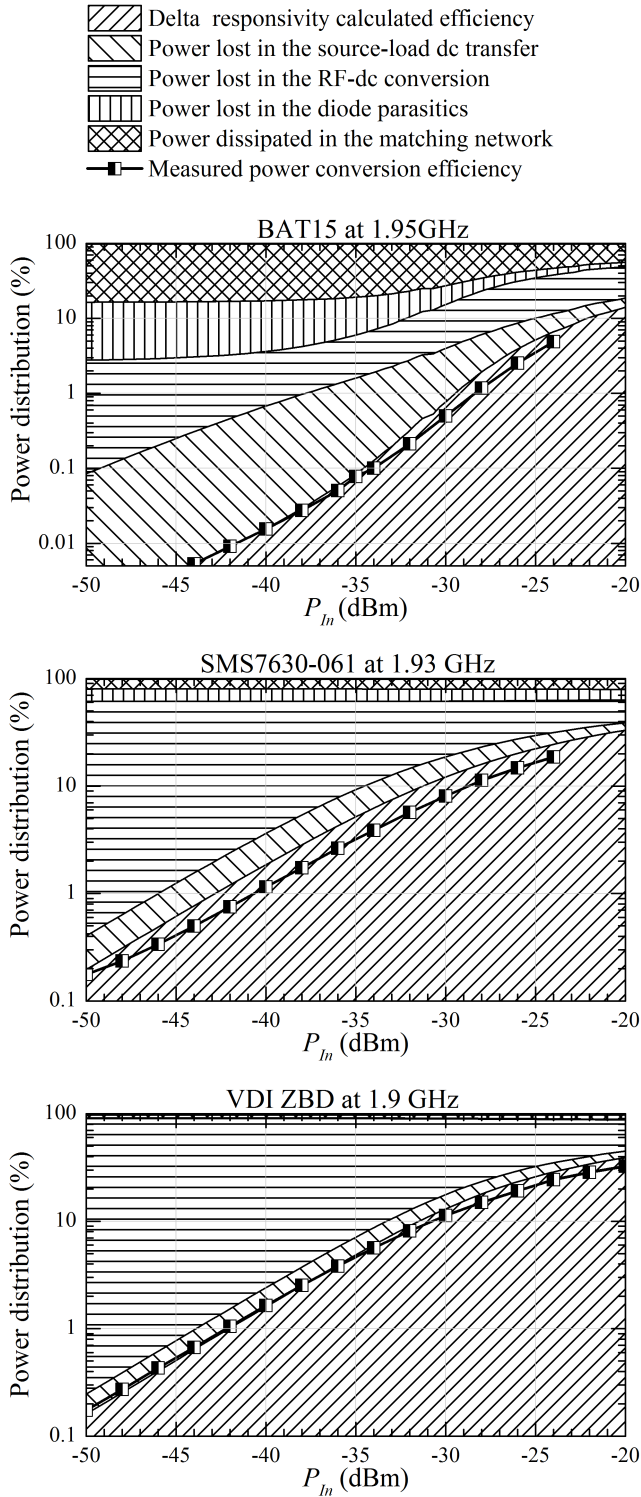 Delta responsivity calculated efficiency
Power lost in the source-load dc transfer
Power lost in the RF-dc conversion
Power lost in the diode parasitics
Power dissipated in the matching network
Measured power conversion efficiency
BAT15 at 1.95GHz
Power distribution (%)
100
10
1
0.1
0.01
-50 -45 -40 -35 -30 -25 -20
P_In (dBm)
SMS7630-061 at 1.93 GHz
Power distribution (%)
100
10
1
0.1
-50 -45 -40 -35 -30 -25 -20
P_In (dBm)
VDI ZBD at 1.9 GHz
Power distribution (%)
100
10
1
0.1
-50 -45 -40 -35 -30 -25 -20
P_In (dBm)